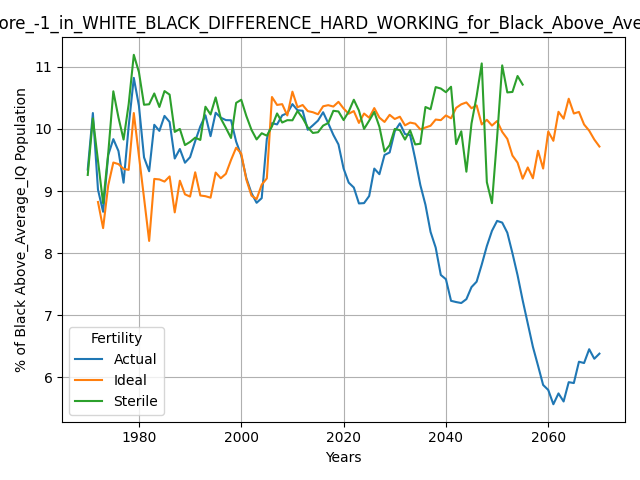 ore_-1_in_WHITE_BLACK_DIFFERENCE_HARD_WORKING_for_Black_Above_Ave
% of Black Above_Average_IQ Population
11
10
9
8
7
6
Fertility
Actual
Ideal
Sterile
1980
2000
2020
2040
2060
Years